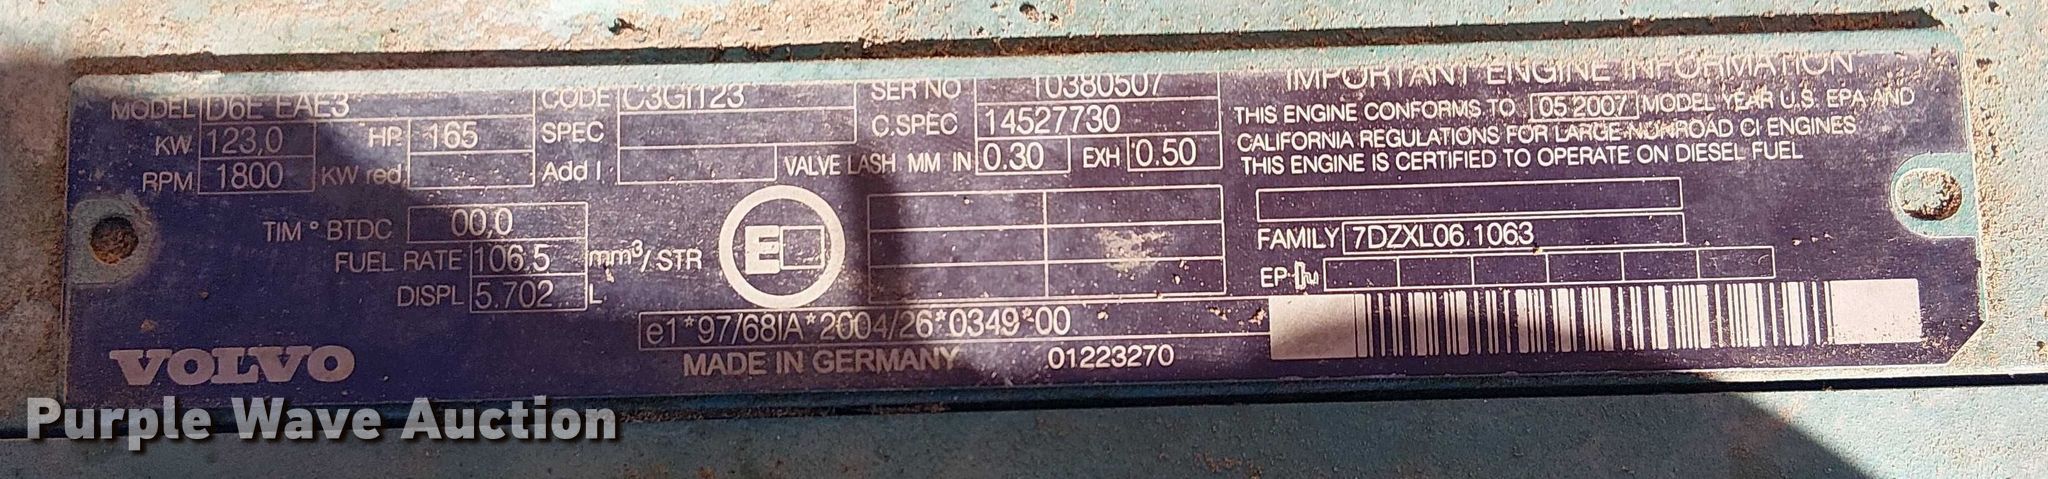 MODEL D6E EAE3 CODE C3GIT23 SER NO 10380507 IMPORTANT ENGINE INFORMATION
KW 123,0 HP 165 SPEC C.SPEC 14527730 THIS ENGINE CONFORMS TO 05 2007 MODEL YEAR U.S. EPA AND
CALIFORNIA REGULATIONS FOR LARGE NONROAD CI ENGINES
RPM 1800 KW red. Add I VALVE LASH MM IN 0.30 EXH 0.50 THIS ENGINE IS CERTIFIED TO OPERATE ON DIESEL FUEL
TIM ° BTDC 00,0
FUEL RATE 106.5 mm³/STR E FAMILY 7DZXL06.1063
DISPL 5.702 L EP
e1*97/68IA*2004/26*0349*00
VOLVO MADE IN GERMANY 01223270
Purple Wave Auction